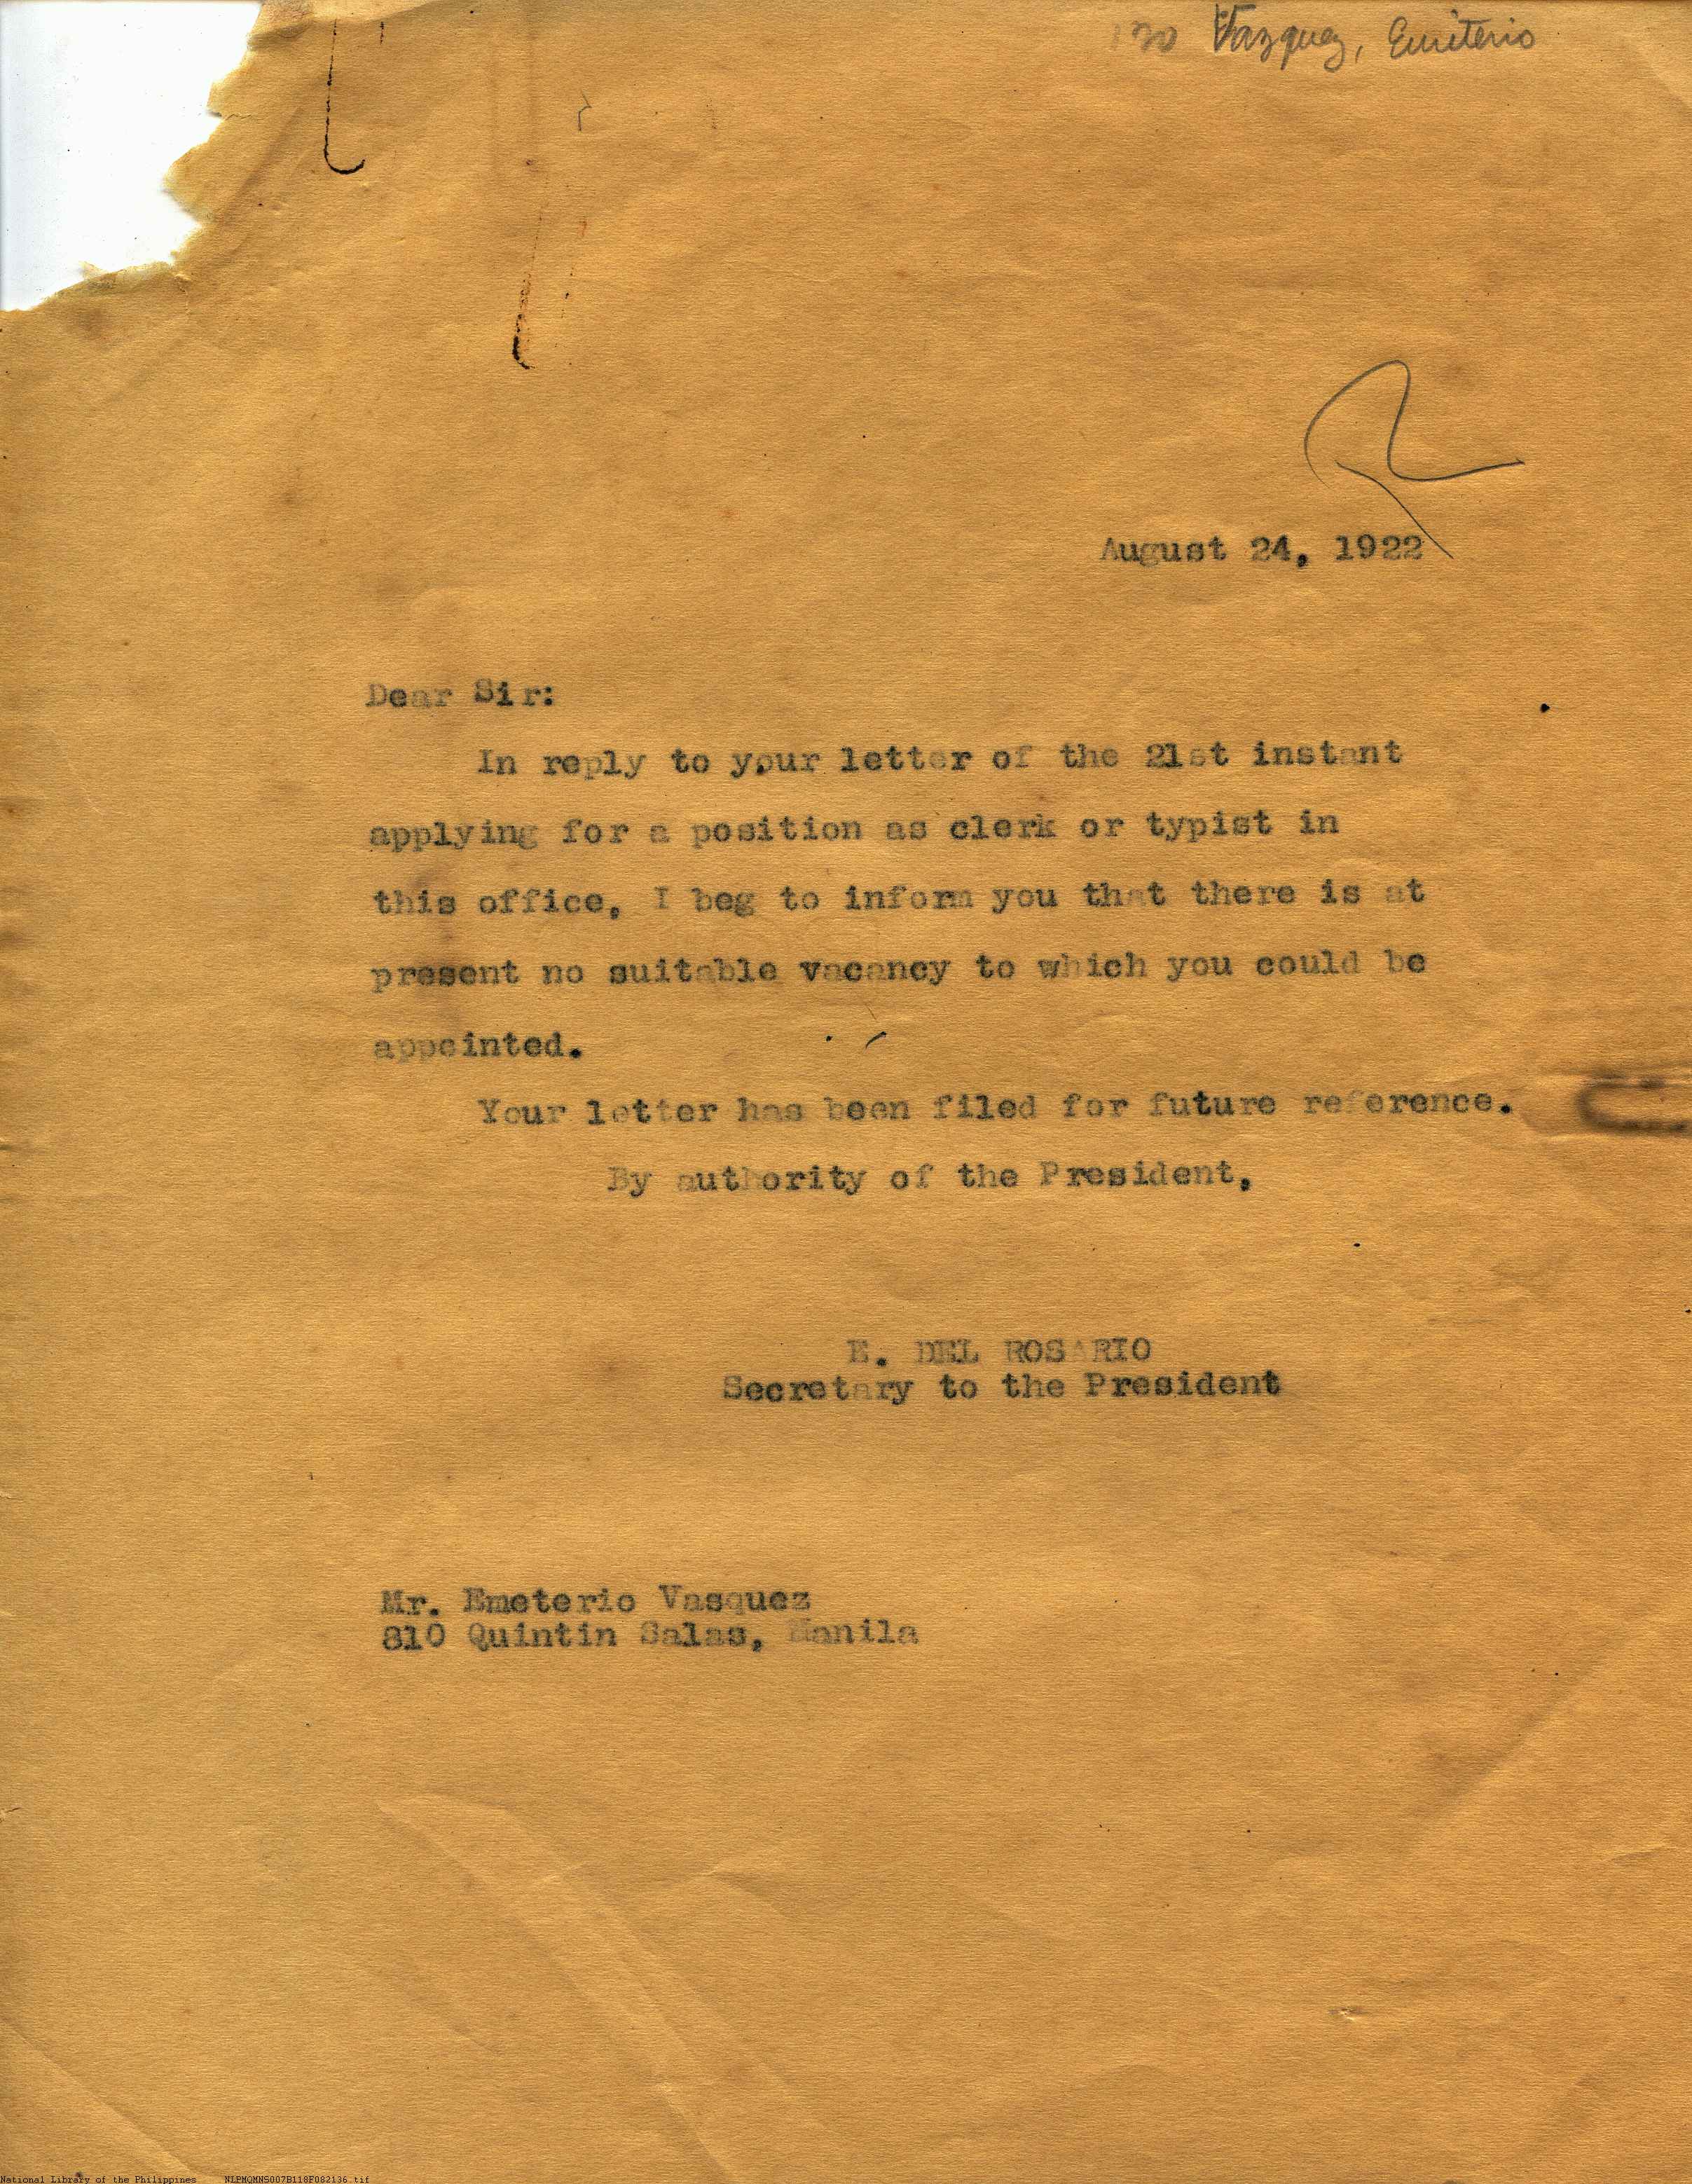 Vazquez, Emeterio
August 24, 1922
Dear Sir:
In reply to your letter of the 21st instant
applying for a position as clerk or typist in
this office, I beg to inform you that there is at
present no suitable vacancy to which you could be
appointed.
Your letter has been filed for future reference.
By authority of the President,
E. DEL ROSARIO
Secretary to the President
Mr. Emeterio Vasquez
810 Quintin Salas, Manila
National Library of the Philippines NLPMQMNS007B118F082136.tif